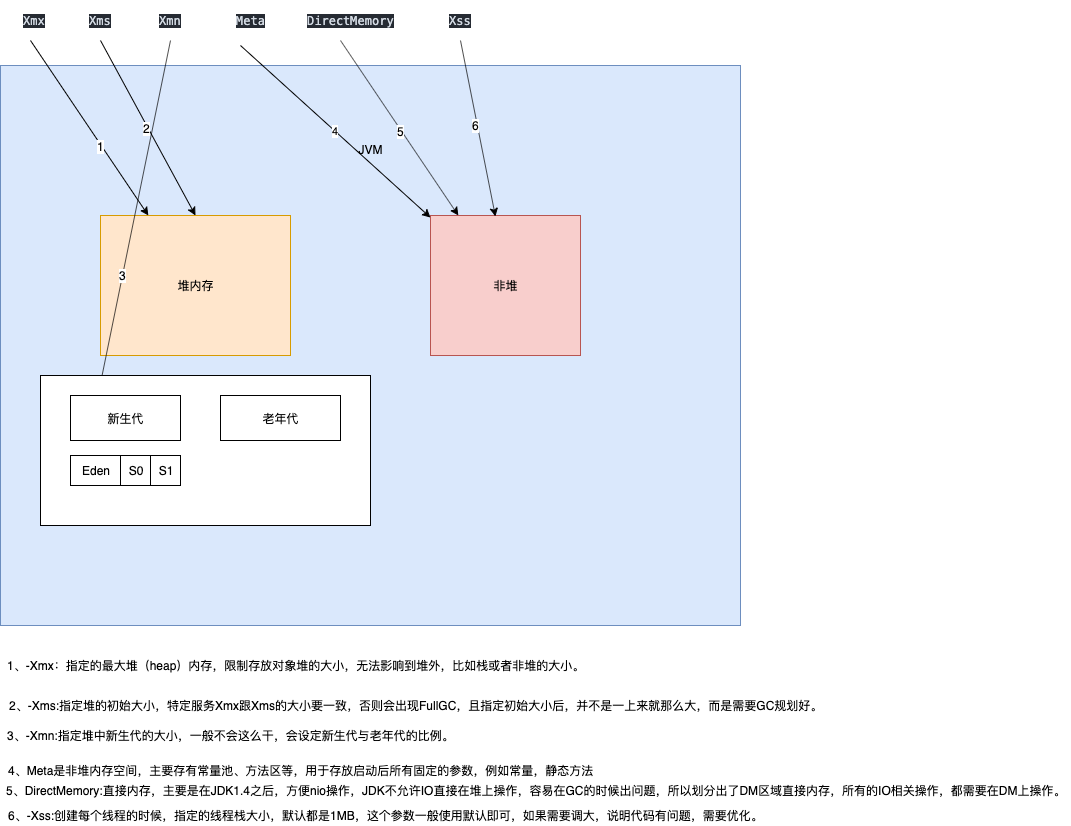 Xmx Xms Xmn Meta DirectMemory Xss
1
2
3
4
5
6
JVM
堆内存
非堆
新生代
老年代
Eden S0 S1
1、-Xmx：指定的最大堆（heap）内存，限制存放对象堆的大小，无法影响到堆外，比如栈或者非堆的大小。
2、-Xms:指定堆的初始大小，特定服务Xmx跟Xms的大小要一致，否则会出现FullGC，且指定初始大小后，并不是一上来就那么大，而是需要GC规划好。
3、-Xmn:指定堆中新生代的大小，一般不会这么干，会设定新生代与老年代的比例。
4、Meta是非堆内存空间，主要存有常量池、方法区等，用于存放启动后所有固定的参数，例如常量，静态方法
5、DirectMemory:直接内存，主要是在JDK1.4之后，方便nio操作，JDK不允许IO直接在堆上操作，容易在GC的时候出问题，所以划分出了DM区域直接内存，所有的IO相关操作，都需要在DM上操作。
6、-Xss:创建每个线程的时候，指定的线程栈大小，默认都是1MB，这个参数一般使用默认即可，如果需要调大，说明代码有问题，需要优化。